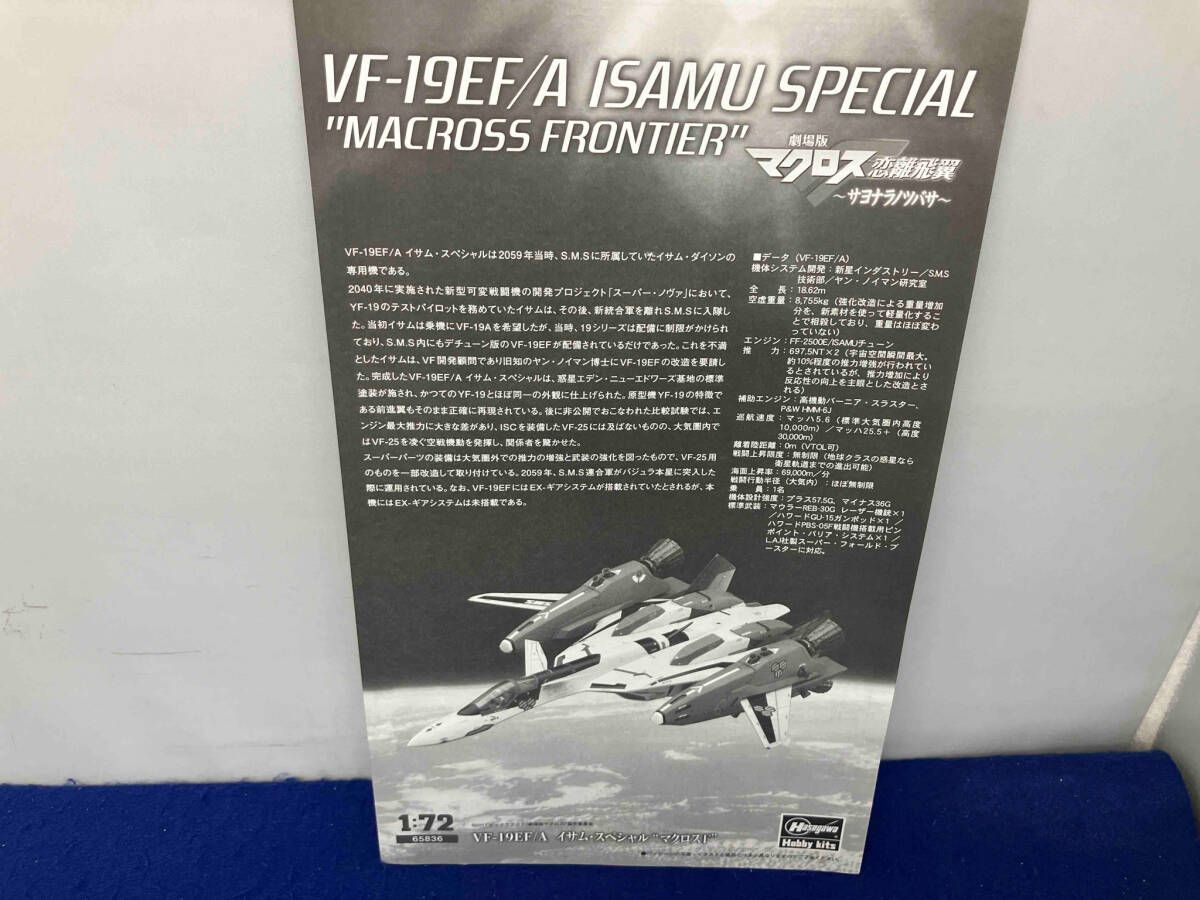 VF-19EF/A ISAMU SPECIAL
"MACROSS FRONTIER"
劇場版
マクロスF
恋離飛翼
～サヨナラノツバサ～
VF-19EF/A イサム・スペシャルは2059年当時、S.M.Sに所属していたイサム・ダイソンの
専用機である。
2040年に実施された新型可変戦闘機の開発プロジェクト「スーパー・ノヴァ」において、
YF-19のテストパイロットを務めていたイサムは、その後、新統合軍を離れS.M.Sに入隊し
た。当初イサムは乗機にVF-19Aを希望したが、当時、19シリーズは配備に制限がかけられ
ており、S.M.S内にもデチューン版のVF-19EFが配備されているだけであった。これを不満
としたイサムは、VF開発顧問であり旧知のヤン・ノイマン博士にVF-19EFの改造を要請し
た。完成したVF-19EF/A イサム・スペシャルは、惑星エデン・ニューエドワーズ基地の標準
塗装が施され、かつてのYF-19とほぼ同一の外観に仕上げられた。原型機YF-19の特徴で
ある前進翼もそのまま正確に再現されている。後に非公開でおこなわれた比較試験では、エ
ンジン最大推力に大きな差があり、ISCを装備したVF-25には及ばないものの、大気圏内で
はVF-25を凌ぐ空戦機動を発揮し、関係者を驚かせた。
スーパーパーツの装備は大気圏外での推力の増強と武装の強化を図ったもので、VF-25用
のものを一部改造して取り付けている。2059年、S.M.S連合軍がバジュラ本星に突入した
際に運用されている。なお、VF-19EFにはEX-ギアシステムが搭載されていたとされるが、本
機にはEX-ギアシステムは未搭載である。
■データ（VF-19EF/A）
機体システム開発：新星インダストリー／S.M.S
技術部／ヤン・ノイマン研究室
全　長：18.62m
空虚重量：8,755kg（強化改造による重量増加
分を、新素材を使って軽量化するこ
とで相殺しており、重量はほぼ変わ
っていない）
エンジン：FF-2500E/ISAMUチューン
推　力：697.5NT×2（宇宙空間瞬間最大。
約10%程度の推力増強が行われてい
るとされているが、推力増加により
反応性の向上を主眼とした改造とさ
れる）
補助エンジン：高機動バーニア・スラスター、
P&W HMM-6J
巡航速度：マッハ5.6（標準大気圏内高度
10,000m）／マッハ25.5+（高度
30,000m）
離着陸距離：0m（VTOL可）
戦闘上昇限度：無制限（地球クラスの惑星なら
衛星軌道までの進出可能）
海面上昇率：69,000m／分
戦闘行動半径（大気内）：ほぼ無制限
乗　員：1名
機体設計強度：プラス57.5G、マイナス36G
標準武装：マウラーREB-30G レーザー機銃×1
／ハワードGU-15ガンポッド×1／
ハワードPBS-05F戦闘機搭載用ピン
ポイント・バリア・システム×1／
LAJ社製スーパー・フォールド・ブ
ースターに対応。
1:72
65836
VF-19EF/A イサム・スペシャル "マクロスF"
Hasegawa
Hobby kits